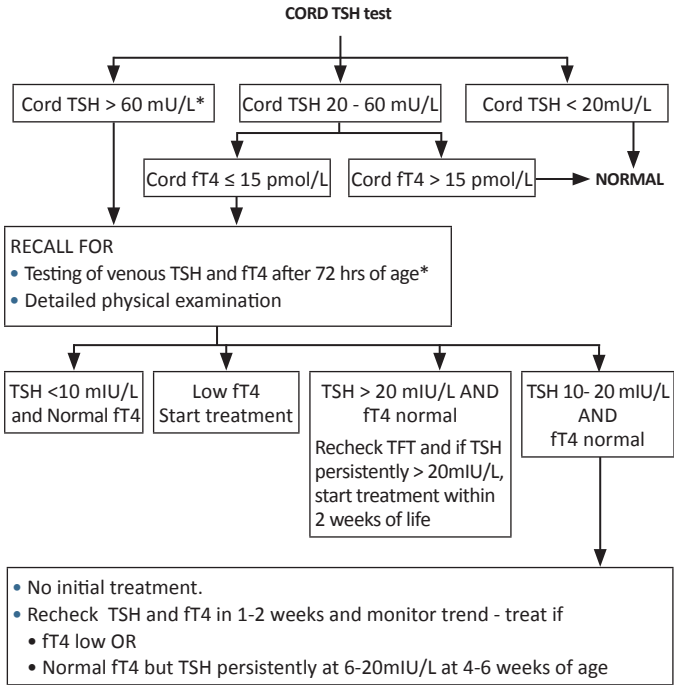 CORD TSH test
Cord TSH > 60 mU/L*
Cord TSH 20 - 60 mU/L
Cord TSH < 20mU/L
Cord fT4 ≤ 15 pmol/L
Cord fT4 > 15 pmol/L
NORMAL
RECALL FOR
• Testing of venous TSH and fT4 after 72 hrs of age*
• Detailed physical examination
TSH <10 mIU/L
and Normal fT4
Low fT4
Start treatment
TSH > 20 mIU/L AND
fT4 normal
Recheck TFT and if TSH
persistently > 20mIU/L,
start treatment within
2 weeks of life
TSH 10- 20 mIU/L
AND
fT4 normal
• No initial treatment.
• Recheck TSH and fT4 in 1-2 weeks and monitor trend - treat if
• fT4 low OR
• Normal fT4 but TSH persistently at 6-20mIU/L at 4-6 weeks of age